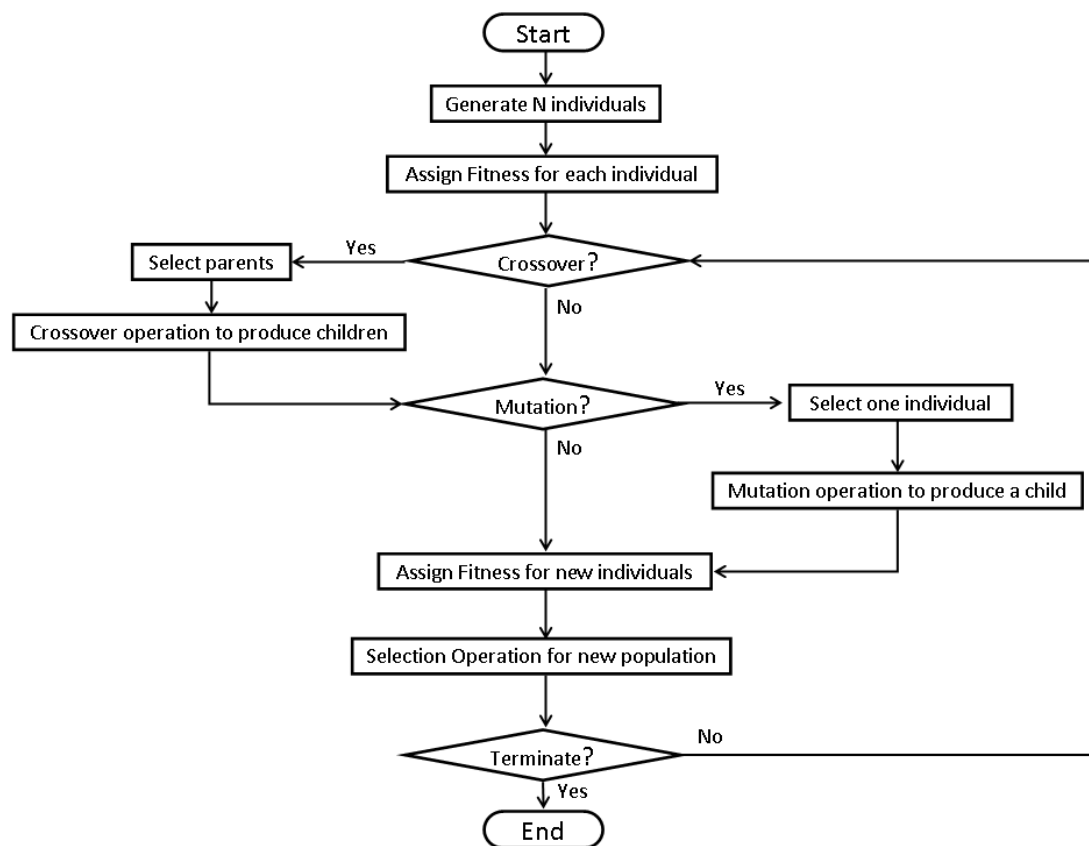 Start
Generate N individuals
Assign Fitness for each individual
Yes
Select parents
Crossover?
No
Crossover operation to produce children
Mutation?
Yes
Select one individual
No
Mutation operation to produce a child
Assign Fitness for new individuals
Selection Operation for new population
Terminate?
No
Yes
End